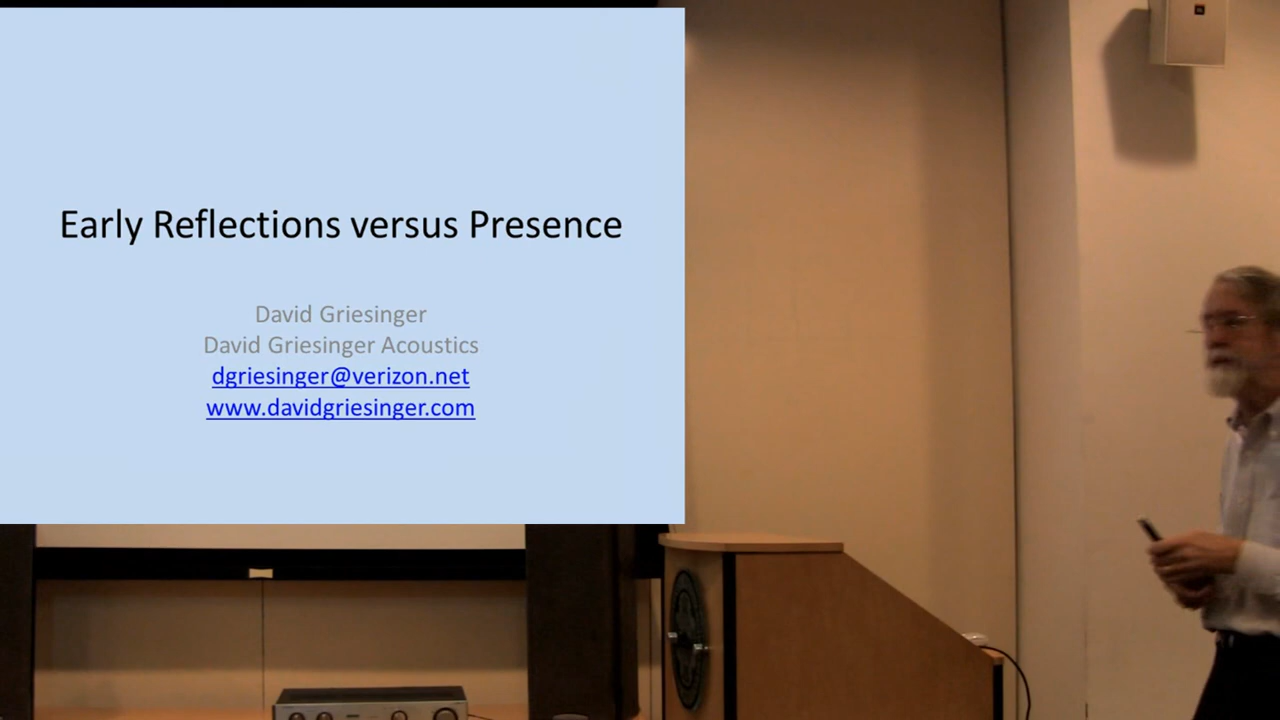 Early Reflections versus Presence
David Griesinger
David Griesinger Acoustics
dgriesinger@verizon.net
www.davidgriesinger.com